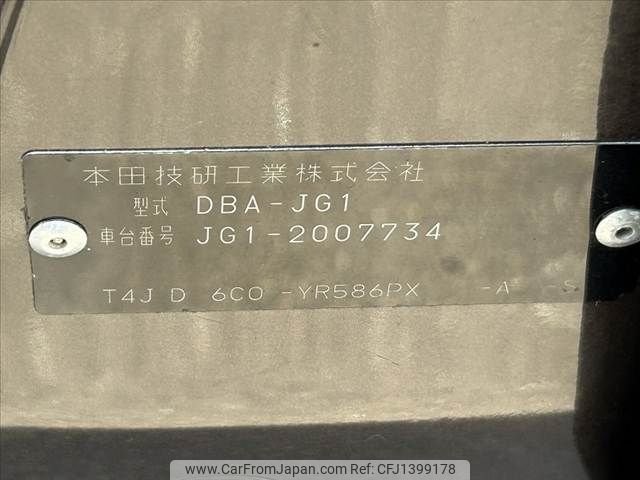 本田技研工業株式会社
型式 DBA-JG1
車台番号 JG1-2007734
T4J D 6C0 -YR586PX -A -S
www.CarFromJapan.com CFJ1399178